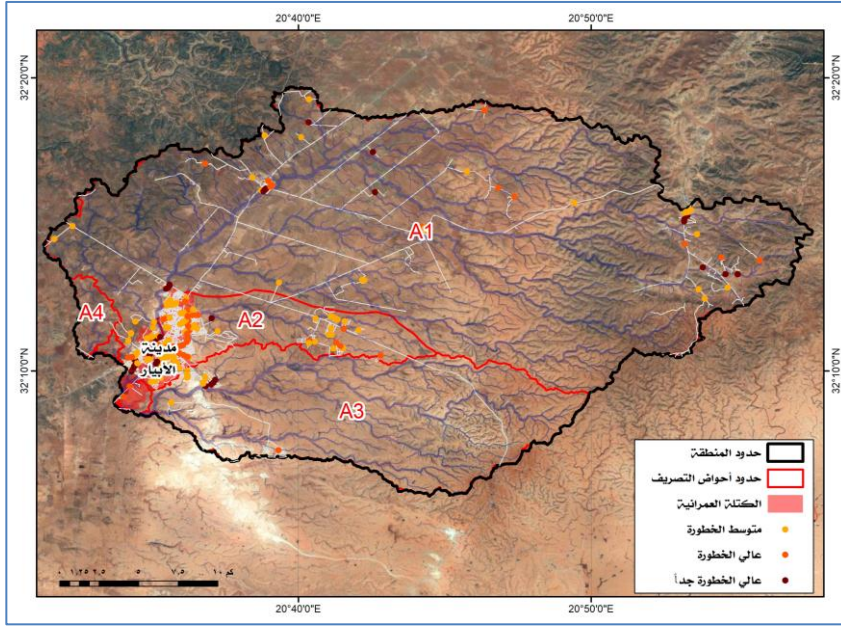 20°40'0"E
20°50'0"E
32°20'0"N
32°20'0"N
A1
A2
A4
مدينة
الأبيار
32°10'0"N
32°10'0"N
A3
حدود المنطقة
حدود أحواض التصريف
الكتلة العمرانية
متوسط الخطورة
عالي الخطورة
عالي الخطورة جداً
٠ ١,٢٥ ٢,٥ ٥ ٧,٥ ١٠ كم
20°40'0"E
20°50'0"E